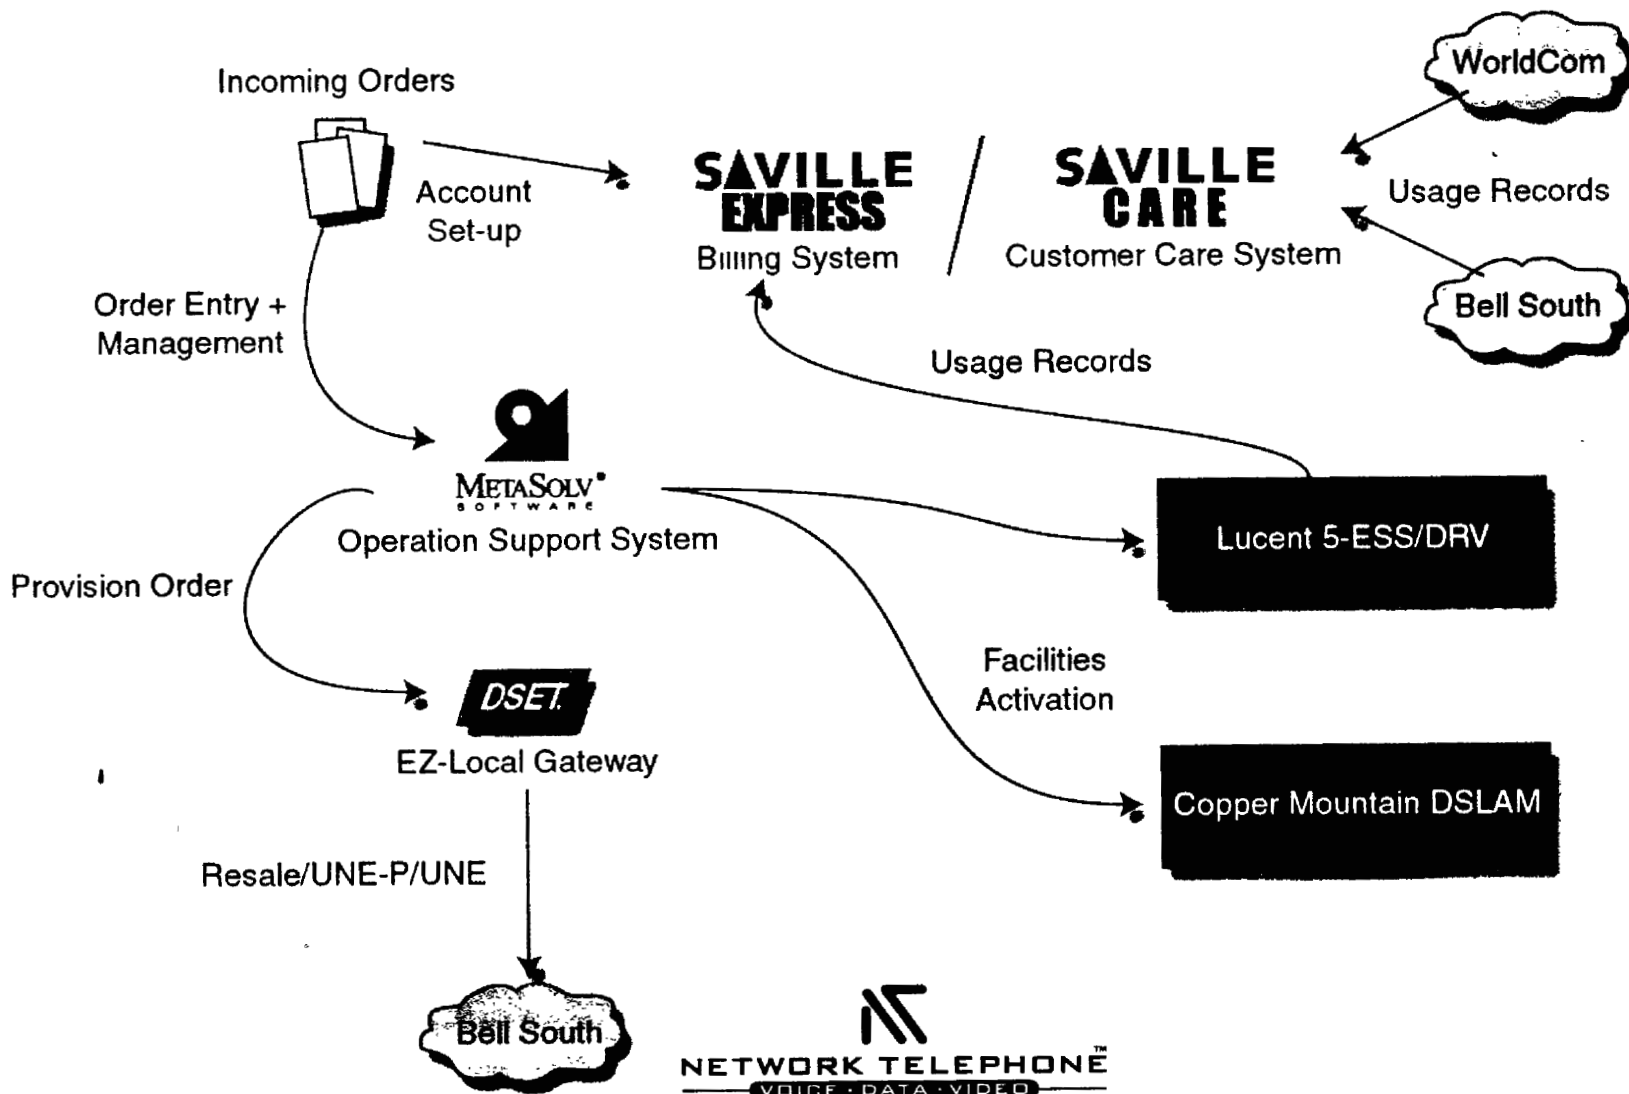 Incoming Orders
WorldCom
Account
Set-up
SAVILLE
EXPRESS
Billing System
SAVILLE
CARE
Customer Care System
Usage Records
Bell South
Order Entry +
Management
Usage Records
METASOLV
SOFTWARE
Operation Support System
Lucent 5-ESS/DRV
Provision Order
Facilities
Activation
DSET.
EZ-Local Gateway
Copper Mountain DSLAM
Resale/UNE-P/UNE
Bell South
NETWORK TELEPHONE™
VOICE · DATA · VIDEO